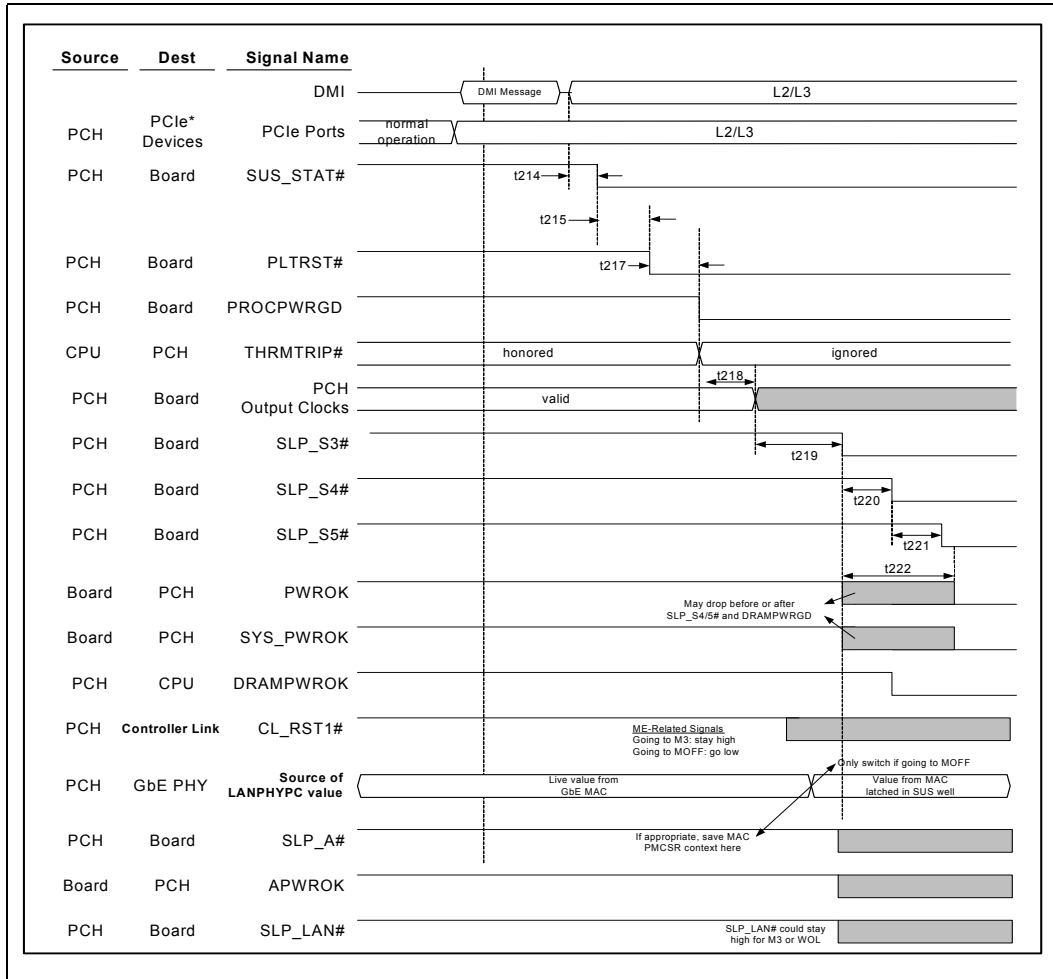 Source Dest Signal Name
DMI DMI Message L2/L3
PCH PCIe* Devices PCIe Ports normal operation L2/L3
PCH Board SUS_STAT# t214
t215
PCH Board PLTRST# t217
PCH Board PROCPWRGD
CPU PCH THRMTRIP# honored ignored
t218
PCH Board PCH Output Clocks valid
PCH Board SLP_S3# t219
PCH Board SLP_S4# t220
PCH Board SLP_S5# t221
t222
Board PCH PWROK
May drop before or after
SLP_S4/5# and DRAMPWRGD
Board PCH SYS_PWROK
PCH CPU DRAMPWROK
PCH Controller Link CL_RST1#
ME-Related Signals
Going to M3: stay high
Going to MOFF: go low
Only switch if going to MOFF
PCH GbE PHY Source of LANPHYPC value
Live value from
GbE MAC
Value from MAC
latched in SUS well
PCH Board SLP_A#
If appropriate, save MAC
PMCSR context here
Board PCH APWROK
PCH Board SLP_LAN#
SLP_LAN# could stay
high for M3 or WOL